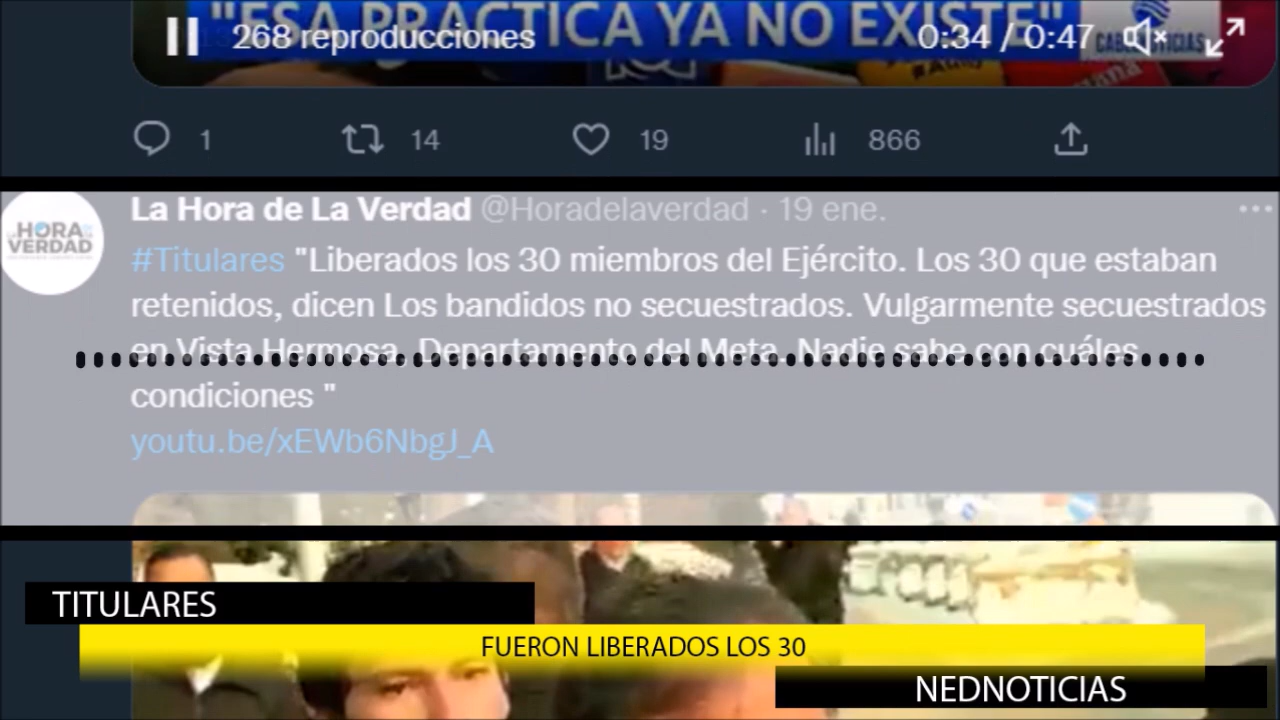 "ESA PRÁCTICA YA NO EXISTE"
268 reproducciones
0:34 / 0:47
1 14 19 866
HORA
VERDAD
La Hora de La Verdad @Horadelaverdad · 19 ene.
#Titulares "Liberados los 30 miembros del Ejército. Los 30 que estaban
retenidos, dicen Los bandidos no secuestrados. Vulgarmente secuestrados
en Vista Hermosa, Departamento del Meta. Nadie sabe con cuáles
condiciones "
youtu.be/xEWb6NbgJ_A
TITULARES
FUERON LIBERADOS LOS 30
NEDNOTICIAS